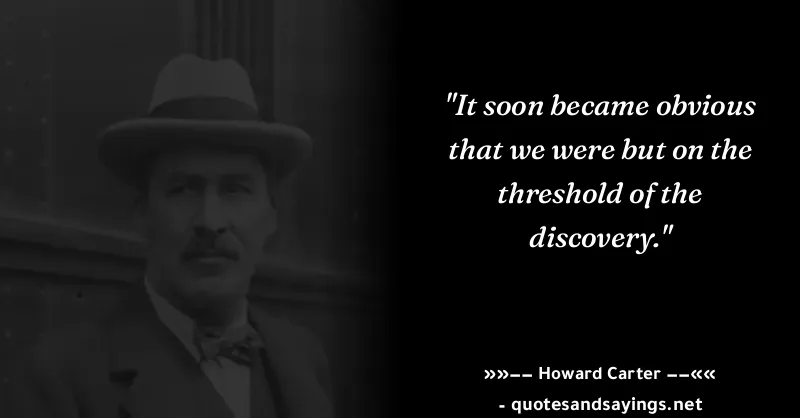 "It soon became obvious
that we were but on the
threshold of the
discovery."
»»–– Howard Carter ––««
- quotesandsayings.net